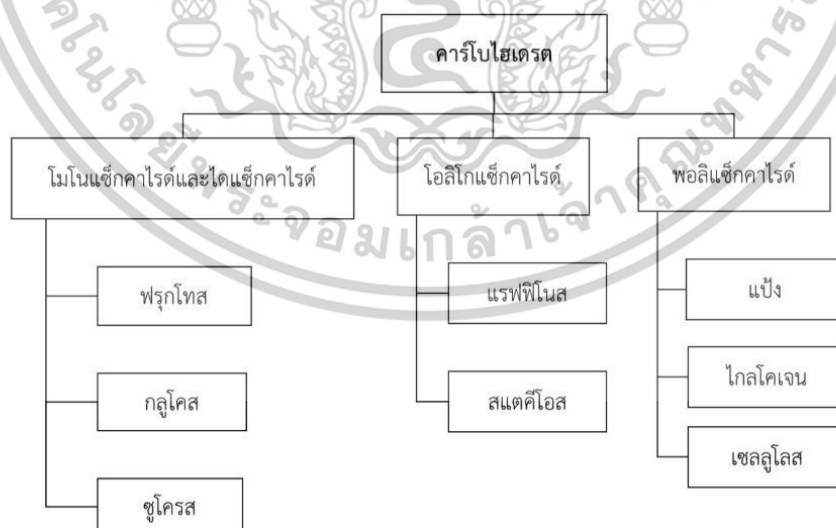 คาร์โบไฮเดรต
โมโนแซ็กคาไรด์และไดแซ็กคาไรด์
โอลิโกแซ็กคาไรด์
พอลิแซ็กคาไรด์
ฟรุกโทส
แรฟฟิโนส
แป้ง
กลูโคส
สแตคีโอส
ไกลโคเจน
ซูโครส
เซลลูโลส